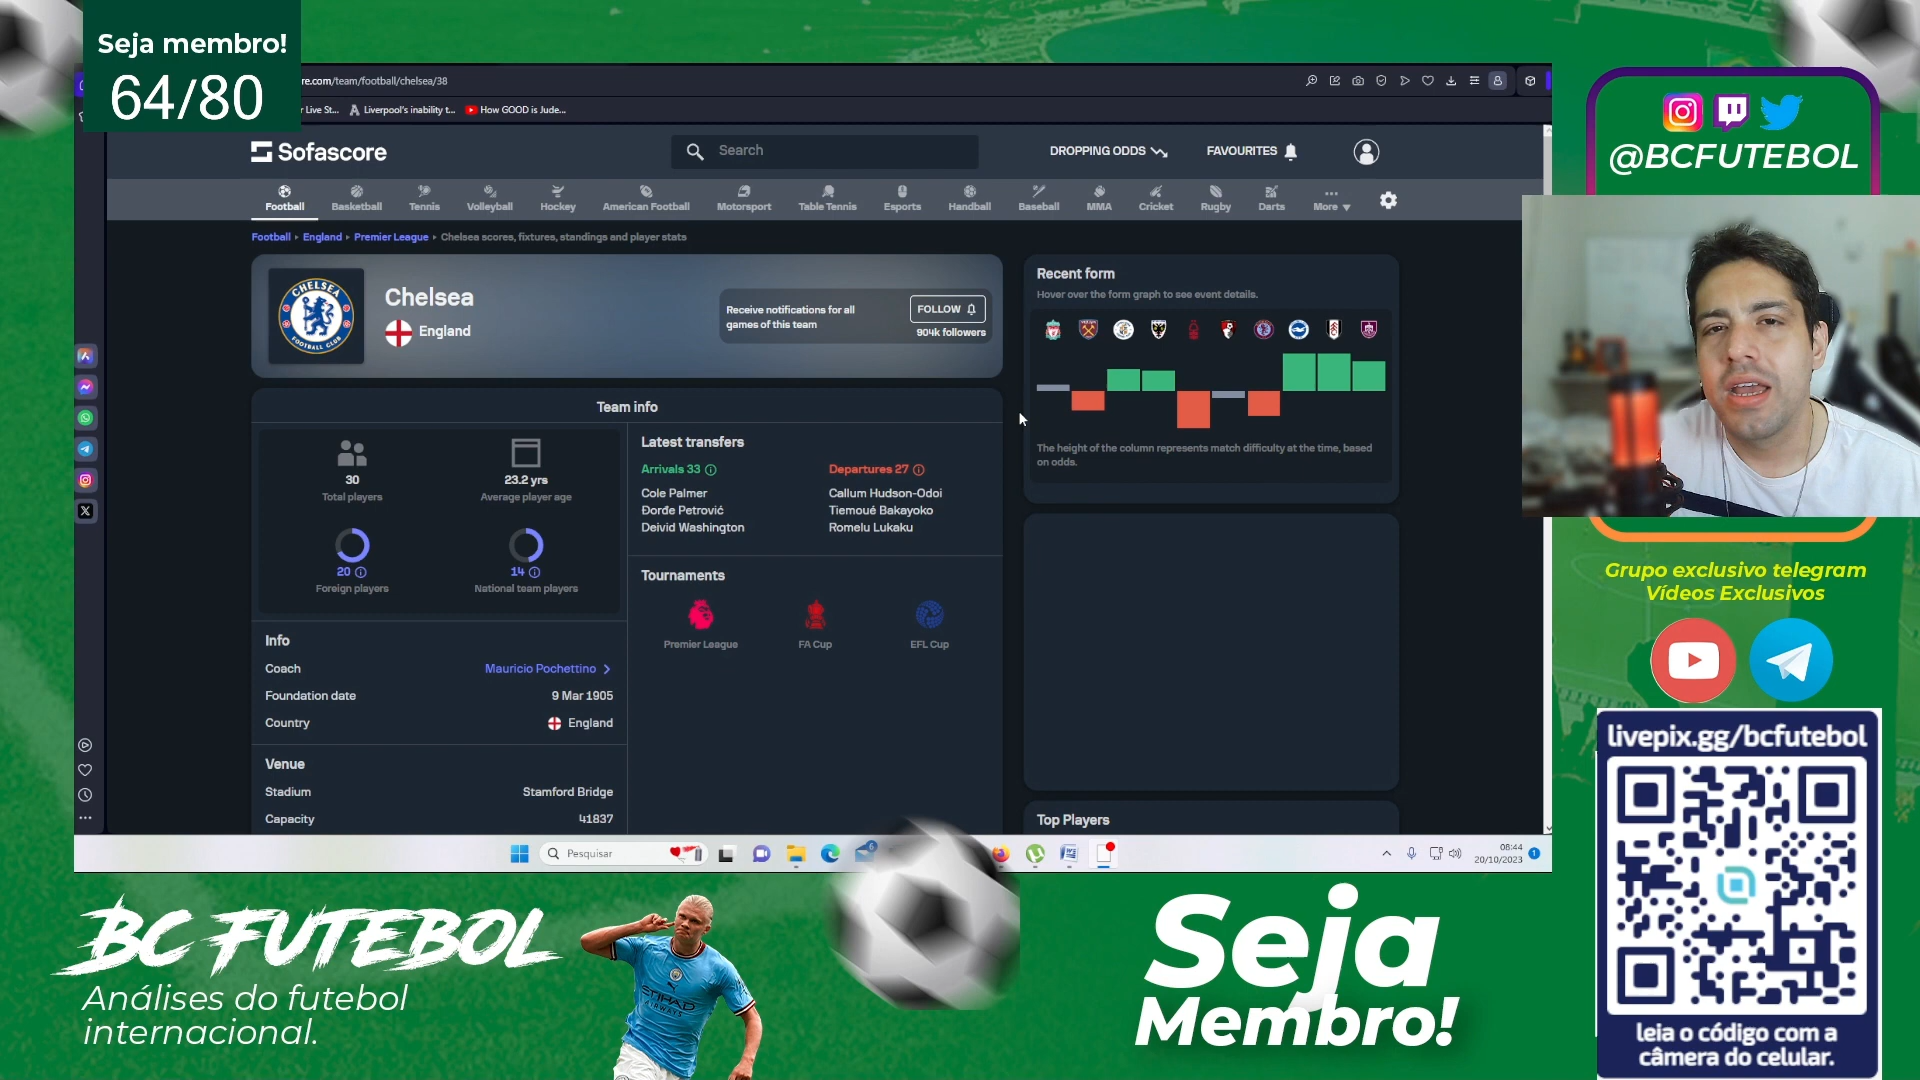 Seja membro!
64/80
re.com/team/football/chelsea/38
r Live St...
Liverpool's inability t...
How GOOD is Jude...
Sofascore
Search
DROPPING ODDS
FAVOURITES
Football
Basketball
Tennis
Volleyball
Hockey
American Football
Motorsport
Table Tennis
Esports
Handball
Baseball
MMA
Cricket
Rugby
Darts
More
Football
England
Premier League
Chelsea scores, fixtures, standings and player stats
CHELSEA
FOOTBALL CLUB
Chelsea
England
Receive notifications for all
games of this team
FOLLOW
904k followers
Recent form
Hover over the form graph to see event details.
The height of the column represents match difficulty at the time, based
on odds.
Team info
30
Total players
23.2 yrs
Average player age
20
Foreign players
14
National team players
Latest transfers
Arrivals 33
Departures 27
Cole Palmer
Callum Hudson-Odoi
Đorđe Petrović
Tiemoué Bakayoko
Deivid Washington
Romelu Lukaku
Tournaments
Premier League
FA Cup
EFL Cup
Info
Coach
Mauricio Pochettino
Foundation date
9 Mar 1905
Country
England
Venue
Stadium
Stamford Bridge
Capacity
41837
Top Players
Pesquisar
6
08:44
20/10/2023
1
@BCFUTEBOL
Grupo exclusivo telegram
Vídeos Exclusivos
livepix.gg/bcfutebol
leia o código com a
câmera do celular.
BC FUTEBOL
Análises do futebol
internacional.
ETIHAD
AIRWAYS
Seja
Membro!